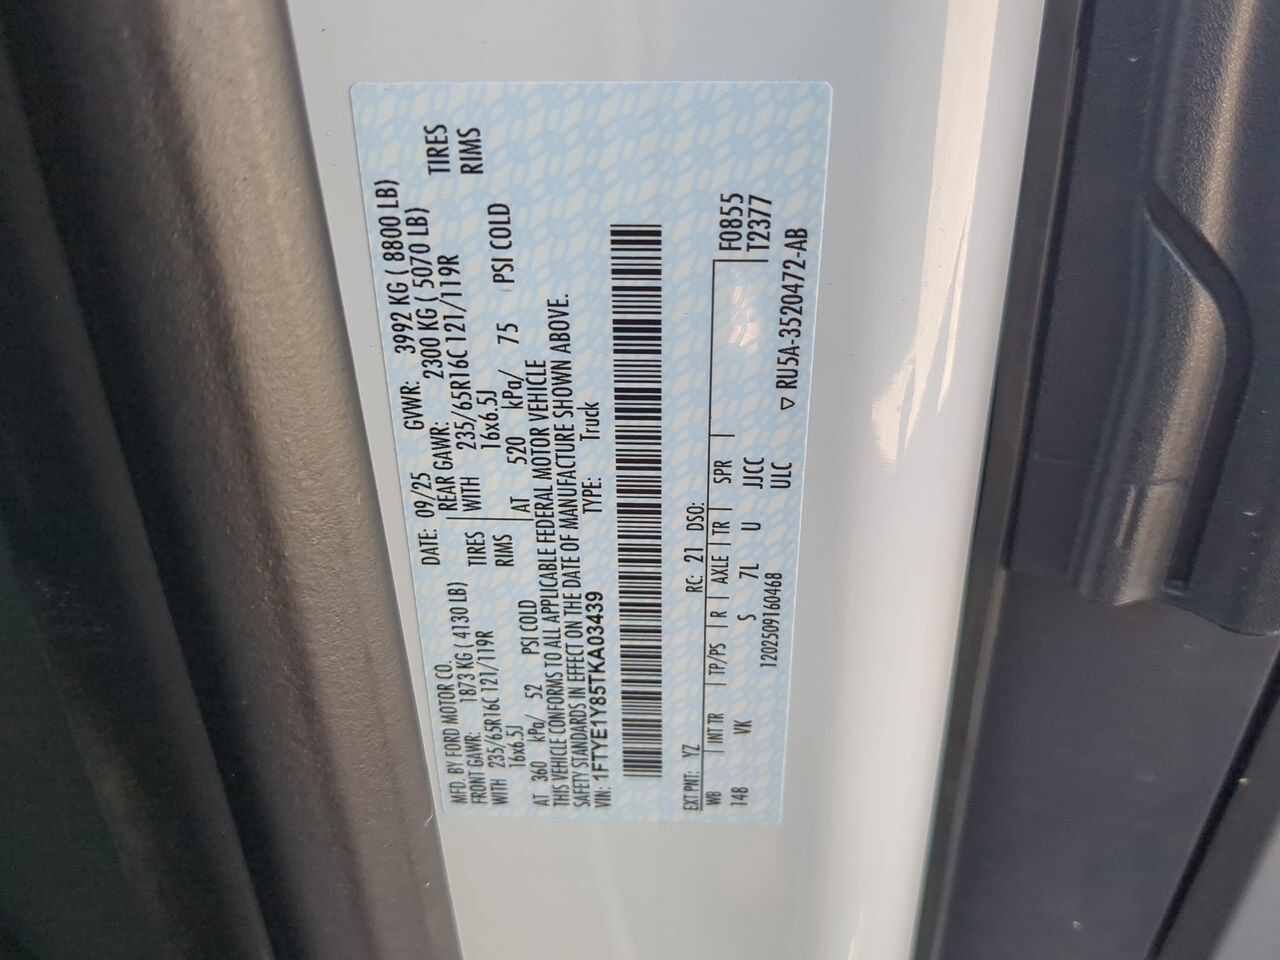 MFD. BY FORD MOTOR CO.
DATE: 09/25 GVWR: 3992 KG ( 8800 LB)
FRONT GAWR: 1873 KG ( 4130 LB)
REAR GAWR: 2300 KG ( 5070 LB)
WITH 235/65R16C 121/119R TIRES
WITH 235/65R16C 121/119R TIRES
16x6.5J RIMS
16x6.5J RIMS
AT 360 kPa/ 52 PSI COLD
AT 520 kPa/ 75 PSI COLD
THIS VEHICLE CONFORMS TO ALL APPLICABLE FEDERAL MOTOR VEHICLE
SAFETY STANDARDS IN EFFECT ON THE DATE OF MANUFACTURE SHOWN ABOVE.
VIN: 1FTYE1Y85TKA03439 TYPE: Truck
EXT PNT: YZ RC: 21 DSO: F0855
WB INT TR TP/PS R AXLE TR SPR T2377
148 VK S 7L U JJCC
1202509160468 ULC
▽ RU5A-3520472-AB